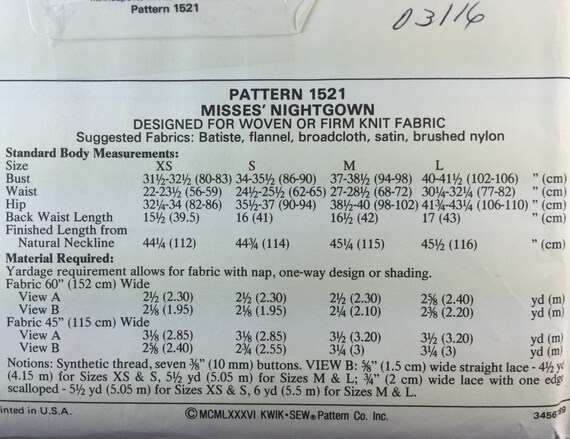 Pattern 1521
03116
PATTERN 1521
MISSES' NIGHTGOWN
DESIGNED FOR WOVEN OR FIRM KNIT FABRIC
Suggested Fabrics: Batiste, flannel, broadcloth, satin, brushed nylon
Standard Body Measurements:
Size XS S M L
Bust 31½-32½ (80-83) 34-35½ (86-90) 37-38½ (94-98) 40-41½ (102-106) " (cm)
Waist 22-23½ (56-59) 24½-25½ (62-65) 27-28½ (68-72) 30¼-32¼ (77-82) " (cm)
Hip 32¼-34 (82-86) 35½-37 (90-94) 38½-40 (98-102) 41¾-43¼ (106-110) " (cm)
Back Waist Length 15½ (39.5) 16 (41) 16½ (42) 17 (43) " (cm)
Finished Length from
Natural Neckline 44¼ (112) 44¾ (114) 45¼ (115) 45½ (116) " (cm)
Material Required:
Yardage requirement allows for fabric with nap, one-way design or shading.
Fabric 60" (152 cm) Wide
View A 2½ (2.30) 2½ (2.30) 2½ (2.30) 2⅝ (2.40) yd (m)
View B 2⅛ (1.95) 2⅛ (1.95) 2¼ (2.10) 2⅜ (2.20) yd (m)
Fabric 45" (115 cm) Wide
View A 3⅛ (2.85) 3⅛ (2.85) 3½ (3.20) 3½ (3.20) yd (m)
View B 2⅝ (2.40) 2¾ (2.55) 3¼ (3) 3¼ (3) yd (m)
Notions: Synthetic thread, seven ⅜" (10 mm) buttons. VIEW B: ⅝" (1.5 cm) wide straight lace - 4½ yd
(4.15 m) for Sizes XS & S, 5½ yd (5.05 m) for Sizes M & L; ¾" (2 cm) wide lace with one edge
scalloped - 5½ yd (5.05 m) for Sizes XS & S, 6 yd (5.5 m) for Sizes M & L.
inted in U.S.A. ©MCMLXXXVI KWIK•SEW® Pattern Co. Inc. 3456